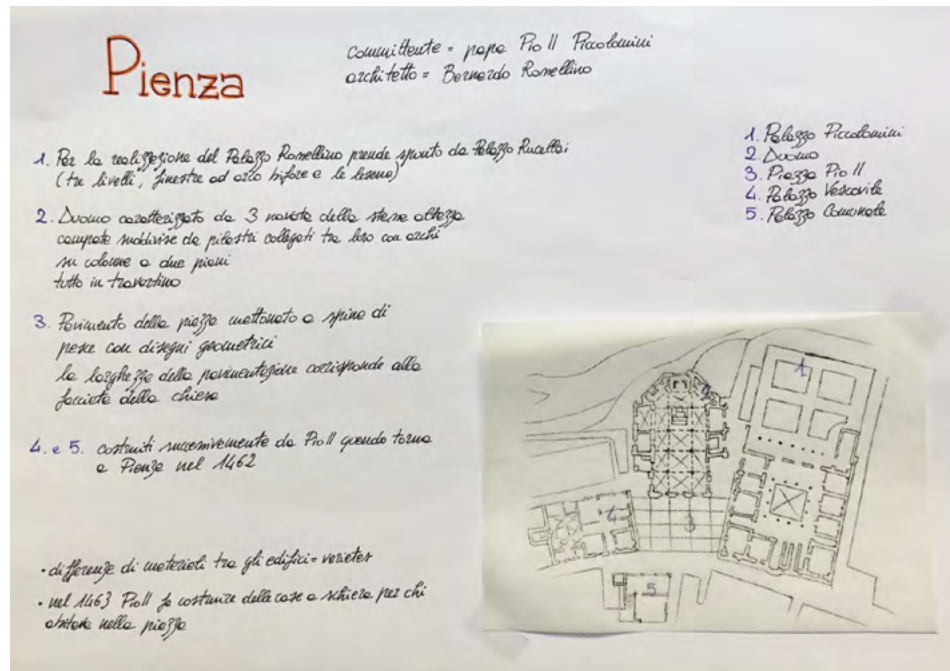 Pienza
committente = papa Pio II Piccolomini
architetto = Bernardo Rossellino
1. Palazzo Piccolomini
2. Duomo
3. Piazza Pio II
4. Palazzo Vescovile
5. Palazzo Comunale
1. Per la realizzazione del Palazzo Rossellino prende spunto da Palazzo Rucellai
(tre livelli, finestre ad arco bifore e le lesene)
2. Duomo caratterizzato da 3 navate della stessa altezza
campate suddivise da pilastri collegati tra loro con archi
su colonne a due piani
tutto in travertino
3. Pavimento della piazza mattonato a spina di
pesce con disegni geometrici
la larghezza della pavimentazione corrisponde alla
facciata della chiesa
4. e 5. costruiti successivamente da Pio II quando torna
a Pienza nel 1462
• differenze di materiali tra gli edifici = varietas
• nel 1463 Pio II fa costruire delle case a schiera per chi
abitava nella piazza
1
4
3
5